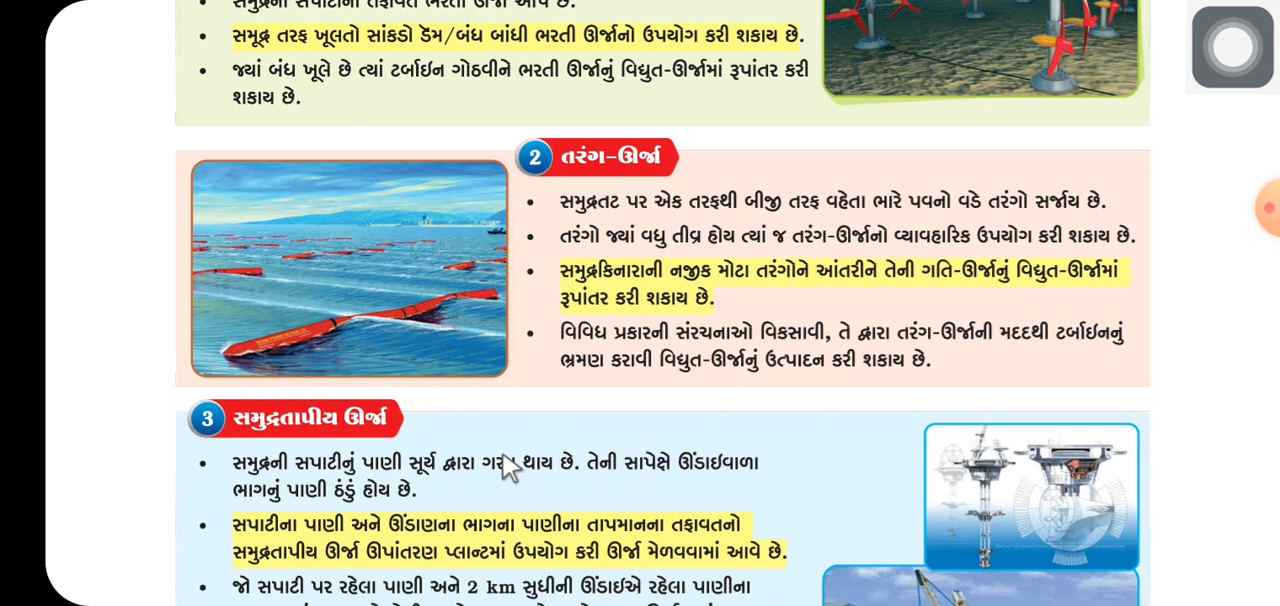 સમૂદ્ર તરફ ખૂલતો સાંકડો ડૅમ/બંધ બાંધી ભરતી ઊર્જાનો ઉપયોગ કરી શકાય છે.
જ્યાં બંધ ખૂલે છે ત્યાં ટર્બાઇન ગોઠવીને ભરતી ઊર્જાનું વિદ્યુત-ઊર્જામાં રૂપાંતર કરી
શકાય છે.
2 તરંગ-ઊર્જા
સમુદ્રતટ પર એક તરફથી બીજી તરફ વહેતા ભારે પવનો વડે તરંગો સર્જાય છે.
તરંગો જ્યાં વધુ તીવ્ર હોય ત્યાં જ તરંગ-ઊર્જાનો વ્યાવહારિક ઉપયોગ કરી શકાય છે.
સમુદ્રકિનારાની નજીક મોટા તરંગોને આંતરીને તેની ગતિ-ઊર્જાનું વિદ્યુત-ઊર્જામાં
રૂપાંતર કરી શકાય છે.
વિવિધ પ્રકારની સંરચનાઓ વિકસાવી, તે દ્વારા તરંગ-ઊર્જાની મદદથી ટર્બાઇનનું
ભ્રમણ કરાવી વિદ્યુત-ઊર્જાનું ઉત્પાદન કરી શકાય છે.
3 સમુદ્રતાપીય ઊર્જા
સમુદ્રની સપાટીનું પાણી સૂર્ય દ્વારા થાય છે. તેની સાપેક્ષે ઊંડાઇવાળા
ભાગનું પાણી ઠંડું હોય છે.
સપાટીના પાણી અને ઊંડાણના ભાગના પાણીના તાપમાનના તફાવતનો
સમુદ્રતાપીય ઊર્જા ઊપાંતરણ પ્લાન્ટમાં ઉપયોગ કરી ઊર્જા મેળવવામાં આવે છે.
જો સપાટી પર રહેલા પાણી અને 2 km સુધીની ઊંડાઇએ રહેલા પાણીના